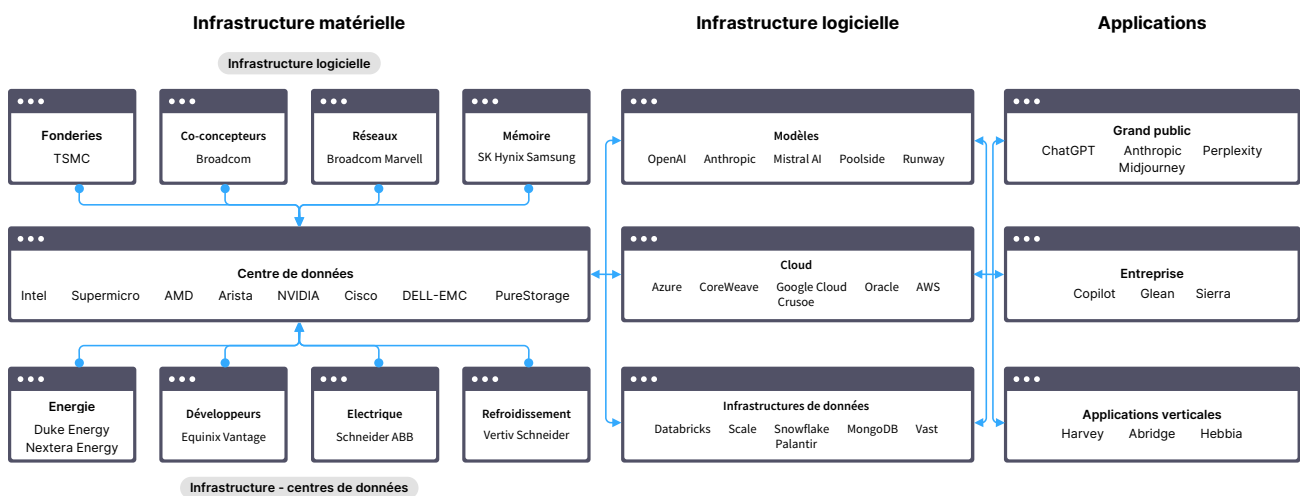 Infrastructure matérielle
Infrastructure logicielle
Applications
Infrastructure logicielle
Fonderies
TSMC
Co-concepteurs
Broadcom
Réseaux
Broadcom Marvell
Mémoire
SK Hynix Samsung
Modèles
OpenAI Anthropic Mistral AI Poolside Runway
Grand public
ChatGPT Anthropic Perplexity
Midjourney
Centre de données
Intel Supermicro AMD Arista NVIDIA Cisco DELL-EMC PureStorage
Cloud
Azure CoreWeave Google Cloud Oracle AWS
Crusoe
Entreprise
Copilot Glean Sierra
Energie
Duke Energy
Nextera Energy
Développeurs
Equinix Vantage
Electrique
Schneider ABB
Refroidissement
Vertiv Schneider
Infrastructures de données
Databricks Scale Snowflake MongoDB Vast
Palantir
Applications verticales
Harvey Abridge Hebbia
Infrastructure - centres de données